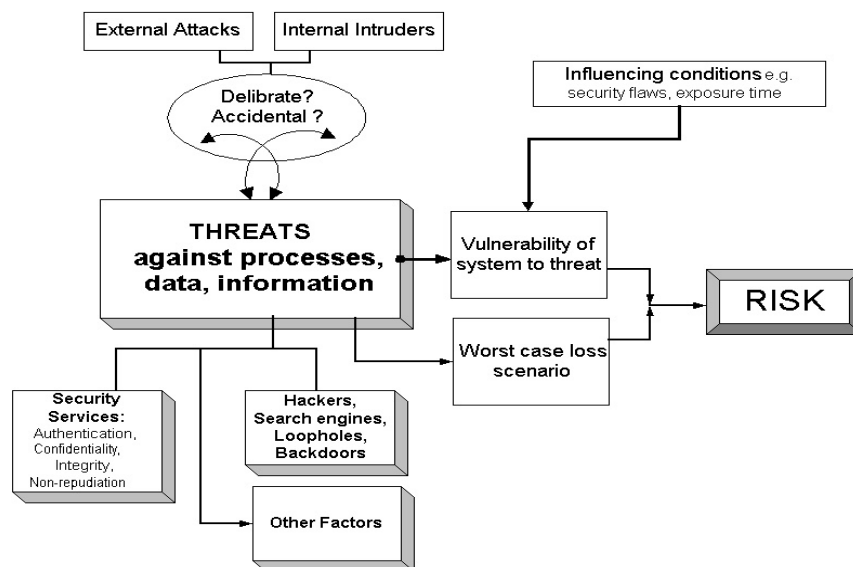 External Attacks
Internal Intruders
Delibrate?
Accidental ?
Influencing conditions e.g.
security flaws, exposure time
THREATS
against processes,
data, information
Vulnerability of
system to threat
RISK
Worst case loss
scenario
Security
Services:
Authentication,
Confidentiality,
Integrity,
Non-repudiation
Hackers,
Search engines,
Loopholes,
Backdoors
Other Factors